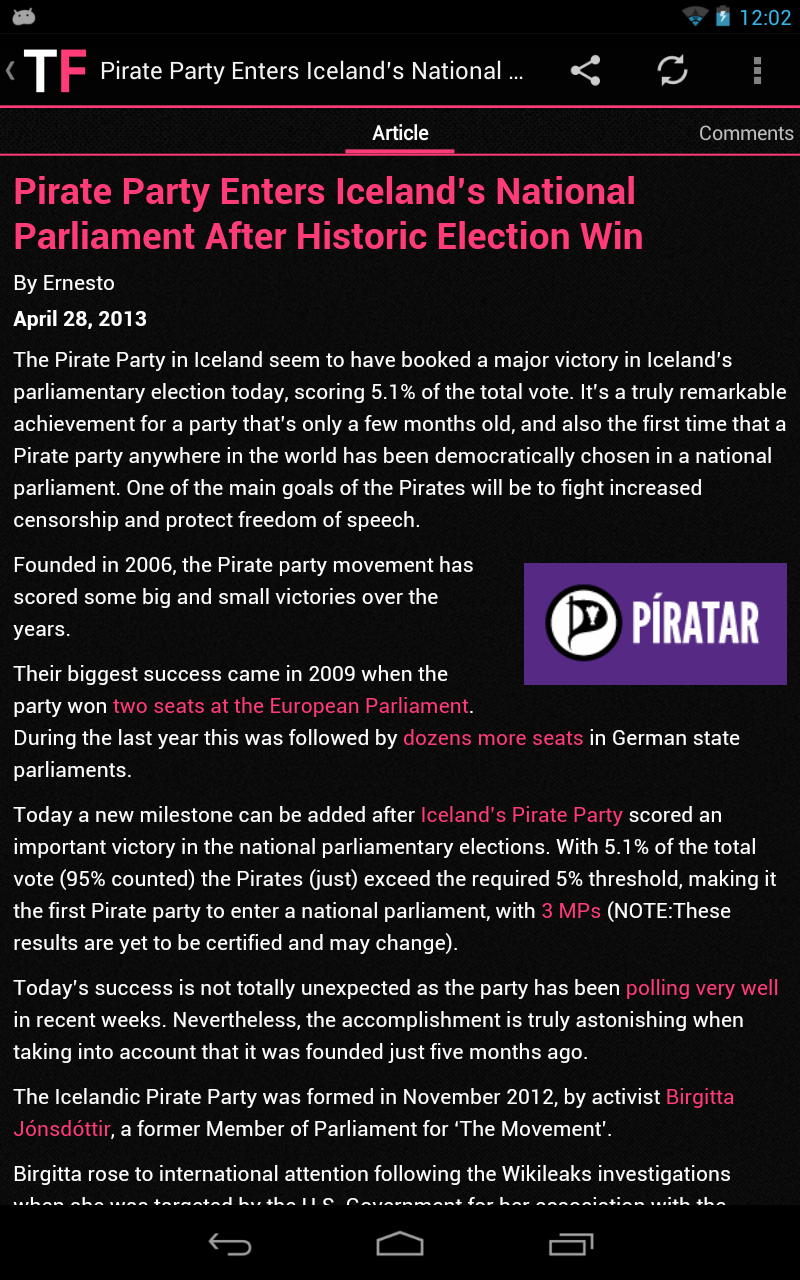 12:02
TF Pirate Party Enters Iceland's National ...
Article
Comments
Pirate Party Enters Iceland's National
Parliament After Historic Election Win
By Ernesto
April 28, 2013
The Pirate Party in Iceland seem to have booked a major victory in Iceland's
parliamentary election today, scoring 5.1% of the total vote. It's a truly remarkable
achievement for a party that's only a few months old, and also the first time that a
Pirate party anywhere in the world has been democratically chosen in a national
parliament. One of the main goals of the Pirates will be to fight increased
censorship and protect freedom of speech.
Founded in 2006, the Pirate party movement has
scored some big and small victories over the
years.
PÍRATAR
Their biggest success came in 2009 when the
party won two seats at the European Parliament.
During the last year this was followed by dozens more seats in German state
parliaments.
Today a new milestone can be added after Iceland's Pirate Party scored an
important victory in the national parliamentary elections. With 5.1% of the total
vote (95% counted) the Pirates (just) exceed the required 5% threshold, making it
the first Pirate party to enter a national parliament, with 3 MPs (NOTE:These
results are yet to be certified and may change).
Today's success is not totally unexpected as the party has been polling very well
in recent weeks. Nevertheless, the accomplishment is truly astonishing when
taking into account that it was founded just five months ago.
The Icelandic Pirate Party was formed in November 2012, by activist Birgitta
Jónsdóttir, a former Member of Parliament for ‘The Movement’.
Birgitta rose to international attention following the Wikileaks investigations
when she was targeted by the U.S. Government for her association with the